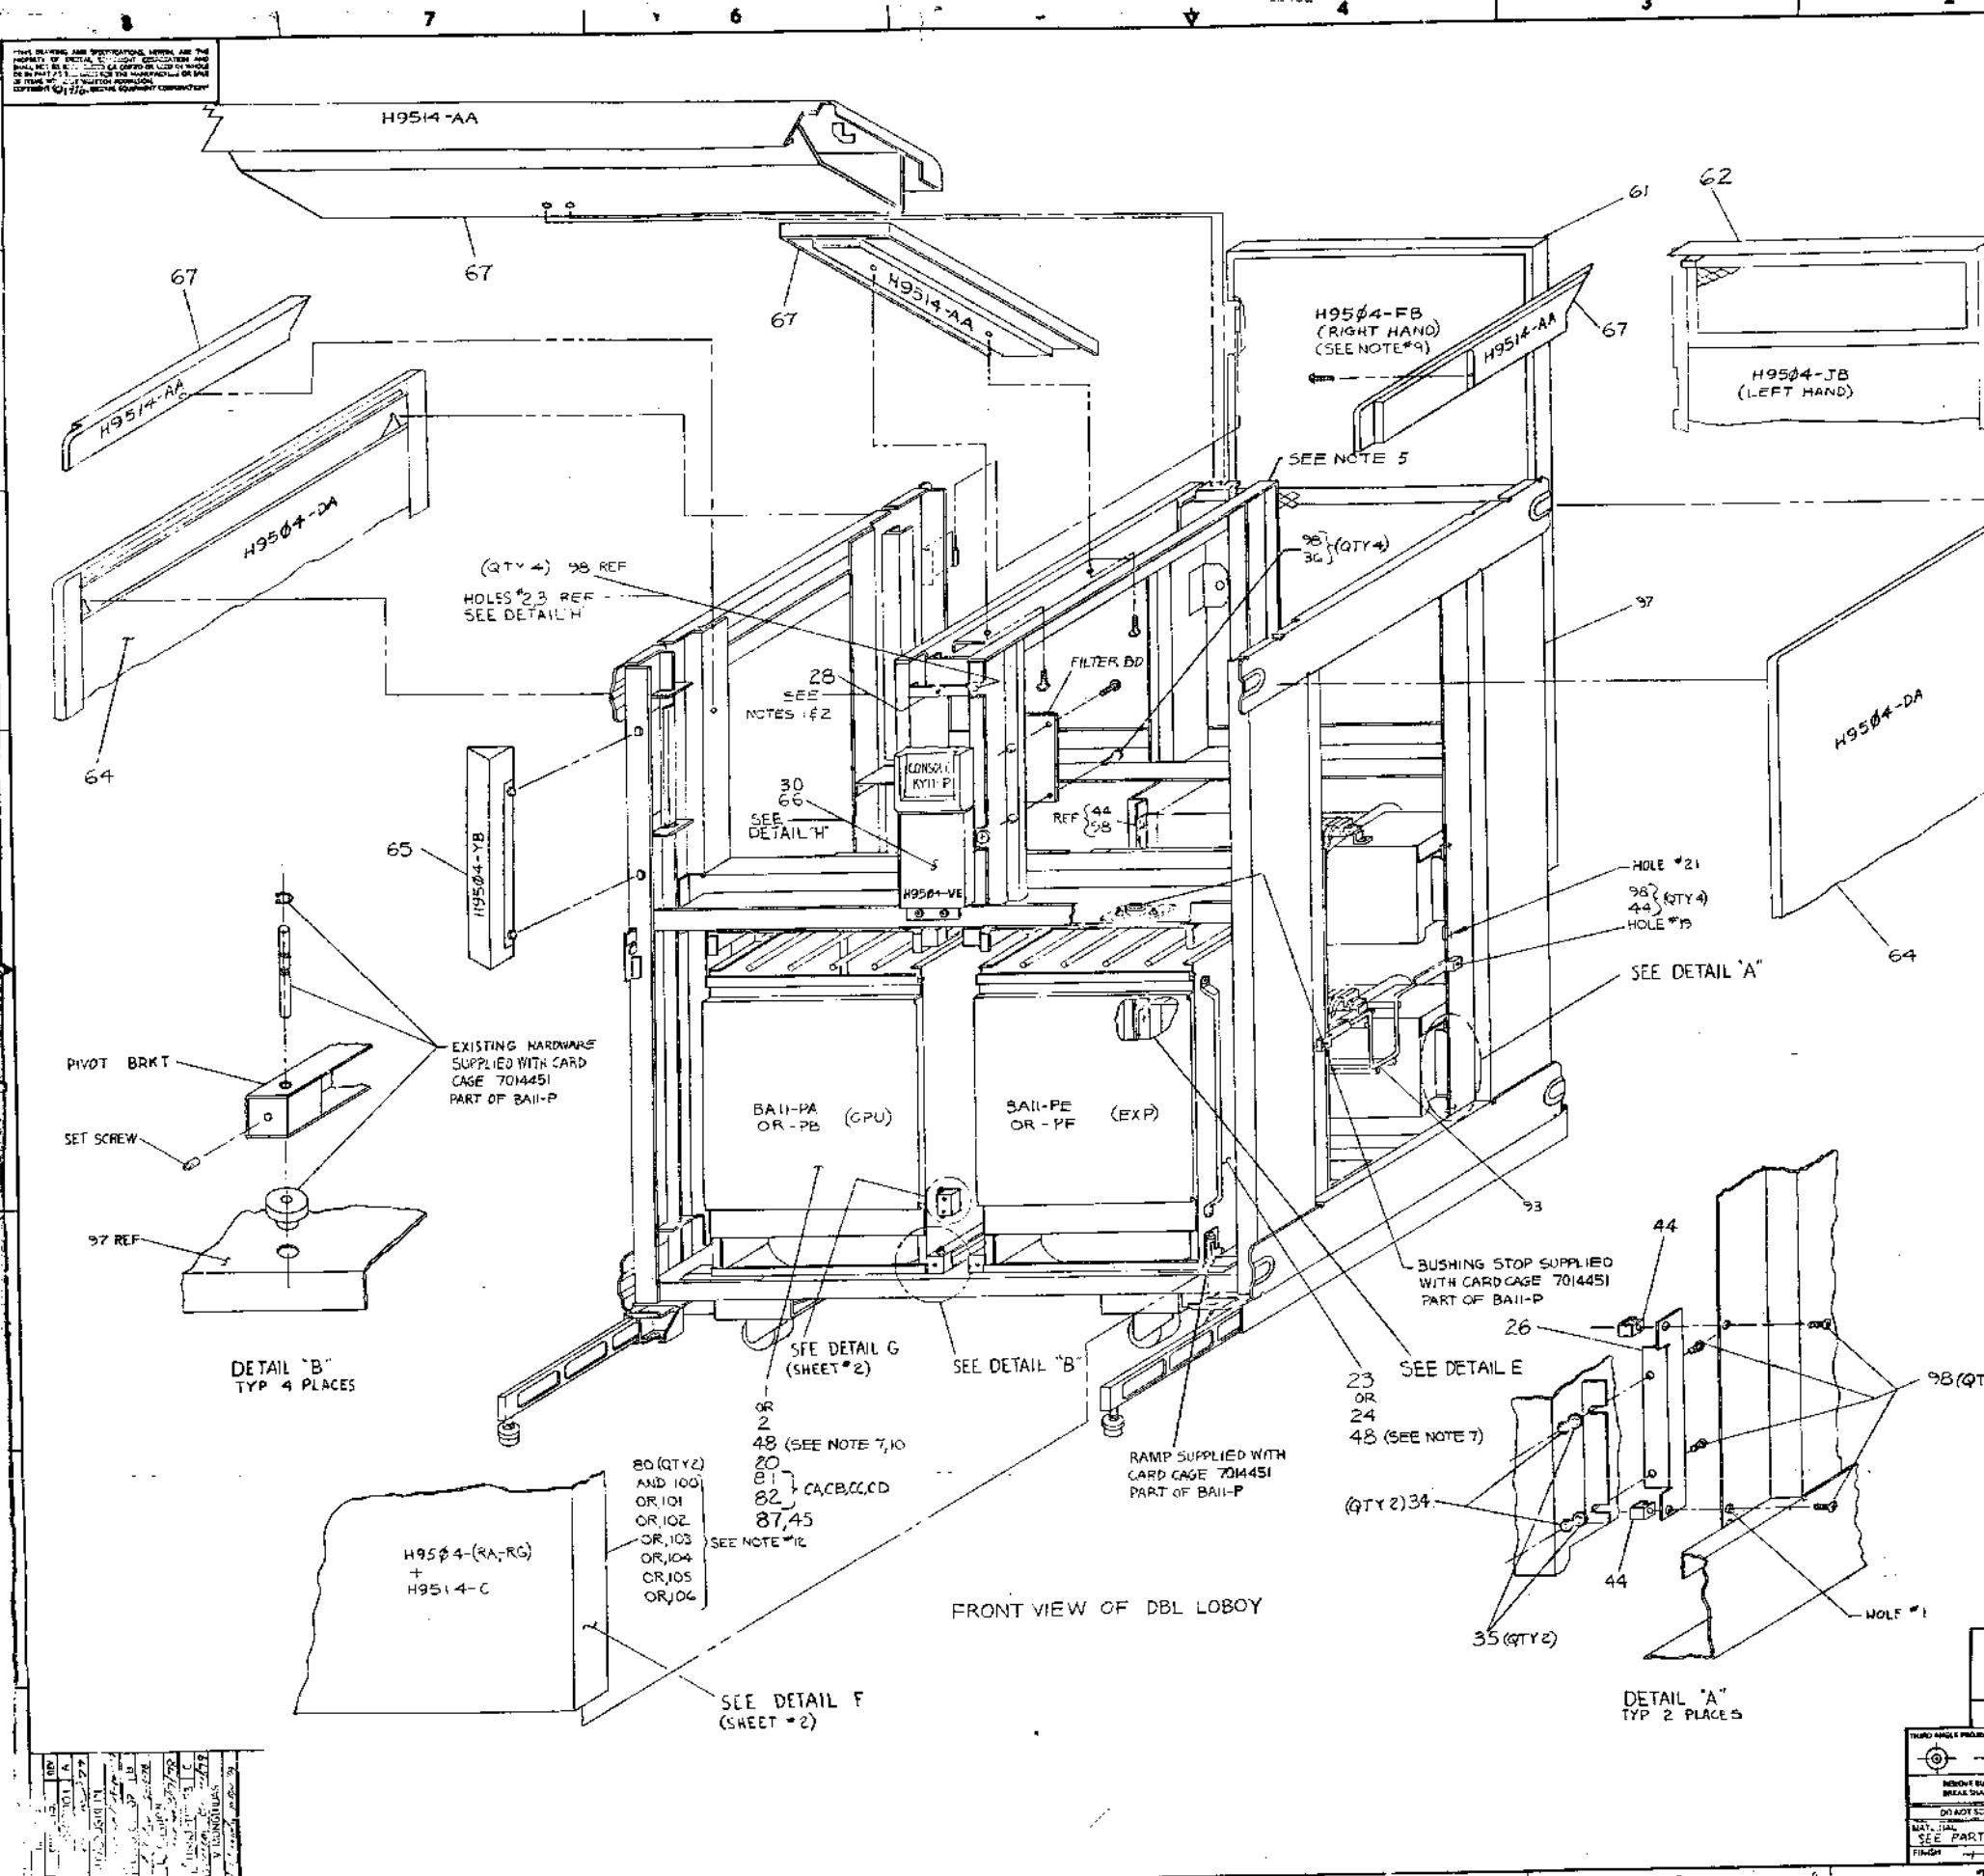 8
7
6
4
3
H9514-AA
67
67
H9514-AA
67
H9514-AA
H9504-DA
64
61
62
H95Ø4-FB
(RIGHT HAND)
(SEE NOTE #9)
H9514-AA
67
H95Ø4-JB
(LEFT HAND)
SEE NOTE 5
98
36 } (QTY 4)
(QTY 4) 98 REF
HOLES #2,3 REF
SEE DETAIL "H"
28
SEE
NOTES 1&2
FILTER BD
CONSOLE
KY11-P
30
66
SEE
DETAIL "H"
REF { 44
98
H9504-VE
97
H95Ø4-DA
64
65
H95Ø4-YB
HOLE #21
98
44 } (QTY 4)
HOLE #19
SEE DETAIL "A"
PIVOT BRKT
EXISTING HARDWARE
SUPPLIED WITH CARD
CAGE 7014451
PART OF BA11-P
SET SCREW
97 REF
DETAIL "B"
TYP 4 PLACES
BA11-PA
OR -PB (CPU)
BA11-PE
OR -PF (EXP)
93
BUSHING STOP SUPPLIED
WITH CARD CAGE 7014451
PART OF BA11-P
SEE DETAIL G
(SHEET #2)
SEE DETAIL "B"
SEE DETAIL E
1
OR
2
48 (SEE NOTE 7,10
20
81
82 } CA,CB,CC,CD
87,45
23
OR
24
48 (SEE NOTE 7)
RAMP SUPPLIED WITH
CARD CAGE 7014451
PART OF BA11-P
80 (QTY 2)
AND 100
OR,101
OR,102
OR,103
OR,104
OR,105
OR,106
SEE NOTE #12
H95Ø4-(RA,-RG)
+
H9514-C
SEE DETAIL F
(SHEET #2)
FRONT VIEW OF DBL LOBOY
44
26
98 (QT
(QTY 2) 34
44
35 (QTY 2)
HOLE #1
DETAIL "A"
TYP 2 PLACES
DO NOT SC
SEE PART
FINISH